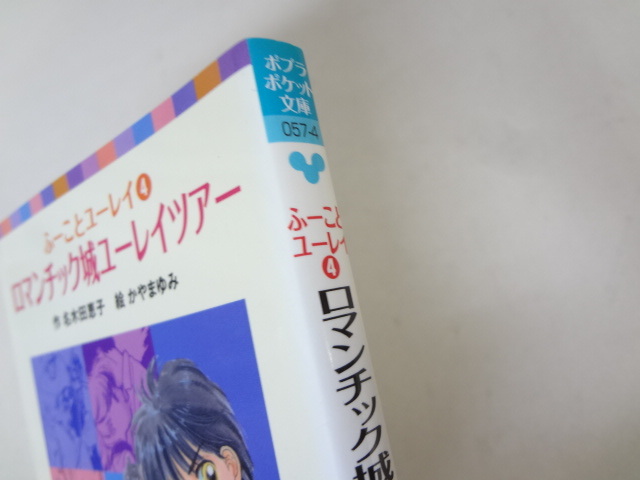 ふーことユーレイ4
ロマンチック城ユーレイツアー
作 名木田恵子 絵 かやまゆみ
ポプラ
ポケット
文庫
057-4
ふーこと
ユーレイ
4
ロマンチック城